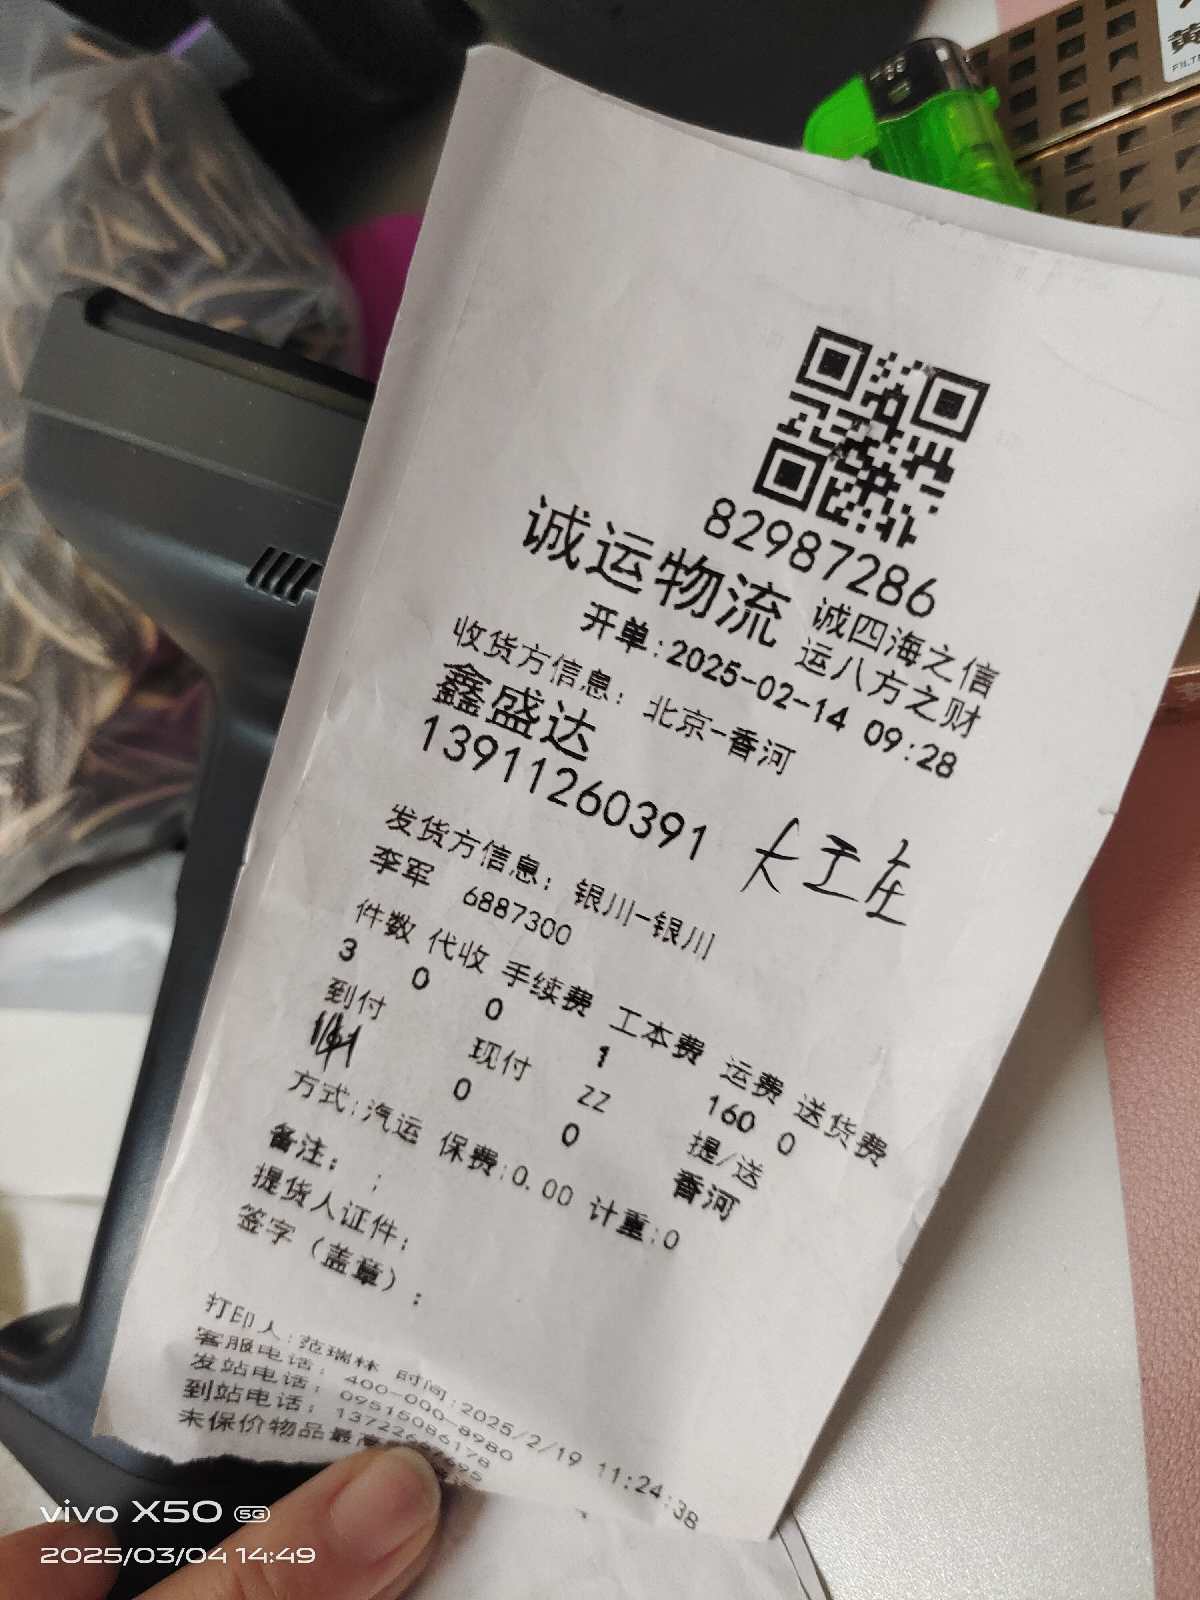 黄
FILTE
82987286
诚运物流 诚四海之信
运八方之财
开单:2025-02-14 09:28
收货方信息: 北京-香河
鑫盛达
13911260391 大王庄
发货方信息: 银川-银川
李军 6887300
件数 代收 手续费 工本费 运费 送货费
3 0 0 1 160 0
到付 现付 ZZ 提/送
0 0 香河
方式:汽运 保费:0.00 计重:0
备注: ;
提货人证件:
签字(盖章):
打印人:范瑞林 时间:2025/2/19 11:24:38
客服电话: 400-000-8980
发站电话: 09515086178
到站电话:
未保价物品最高
vivo X50 5G
2025/03/04 14:49